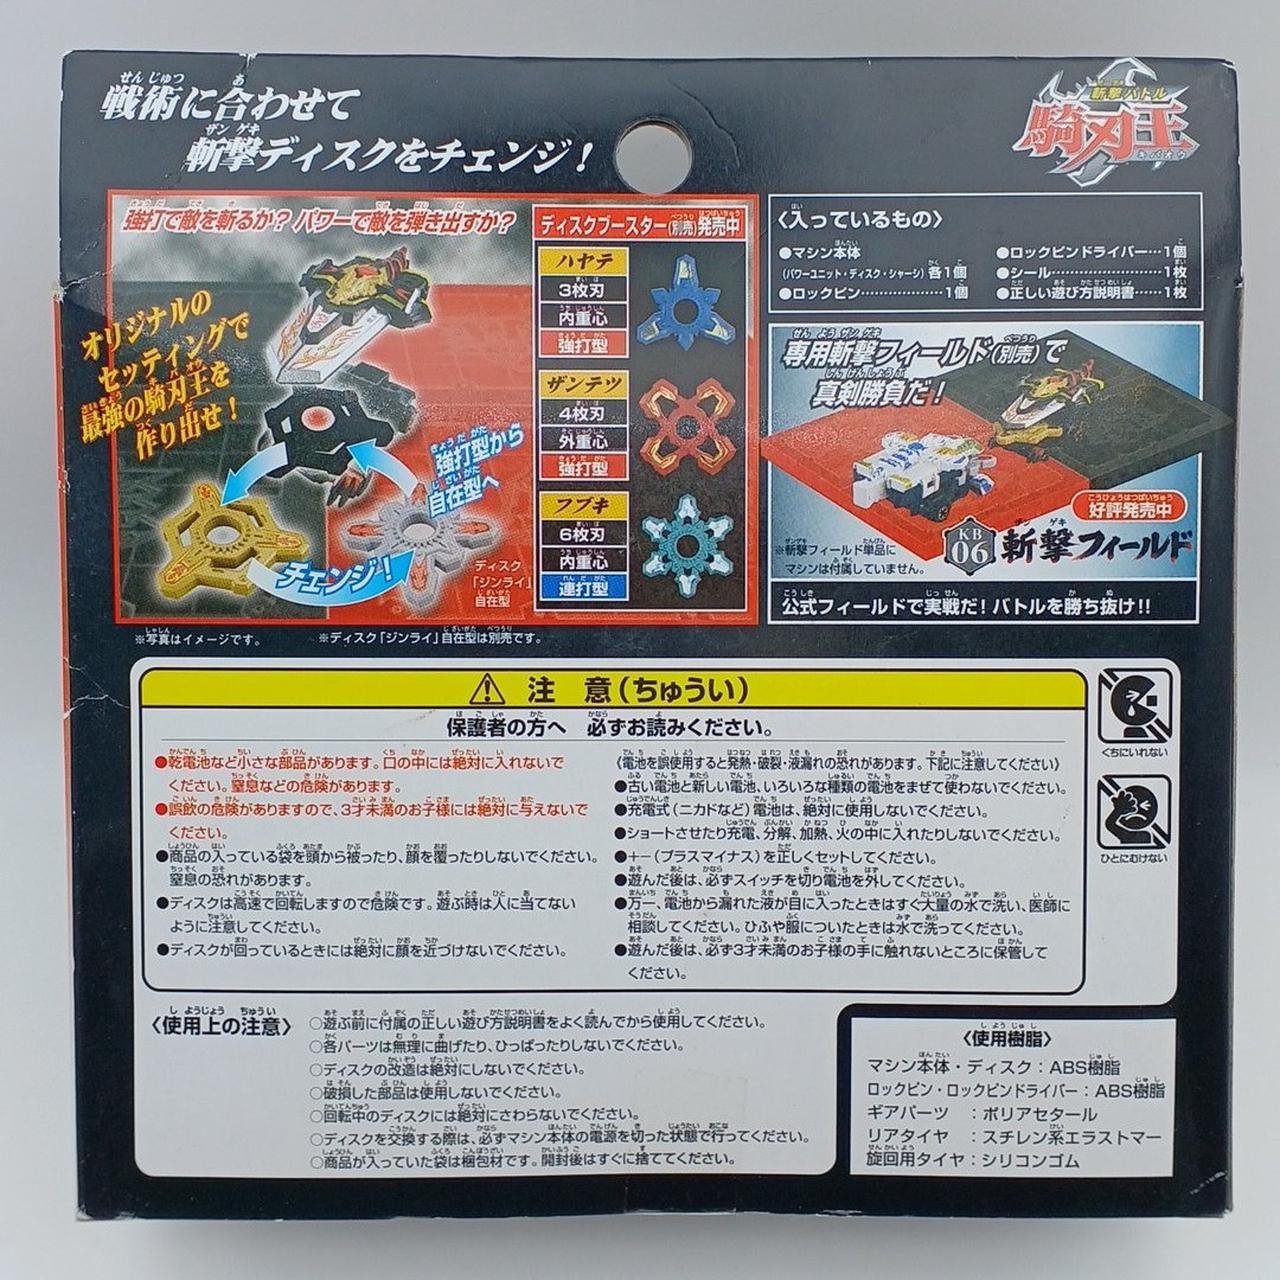 戦術に合わせて
斬撃ディスクをチェンジ!
斬撃バトル
騎刃王
キバオウ
強打で敵を斬るか? パワーで敵を弾き出すか?
オリジナルの
セッティングで
最強の騎刃王を
作り出せ!
強打型から
自在型へ
チェンジ!
ディスク
「ジンライ」
自在型
ディスクブースター(別売)発売中
ハヤテ
3枚刃
内重心
強打型
ザンテツ
4枚刃
外重心
強打型
フブキ
6枚刃
内重心
連打型
※写真はイメージです。 ※ディスク「ジンライ」自在型は別売です。
〈入っているもの〉
●マシン本体
(パワーユニット・ディスク・シャーシ)各1個
●ロックピン………………1個
●ロックピンドライバー…1個
●シール……………………1枚
●正しい遊び方説明書……1枚
専用斬撃フィールド(別売)で
真剣勝負だ!
好評発売中
KB
06
斬撃フィールド
※斬撃フィールド単品に
マシンは付属していません。
公式フィールドで実戦だ! バトルを勝ち抜け!!
注 意(ちゅうい)
保護者の方へ 必ずお読みください。
●乾電池など小さな部品があります。口の中には絶対に入れないで
ください。窒息などの危険があります。
●誤飲の危険がありますので、3才未満のお子様には絶対に与えないで
ください。
●商品の入っている袋を頭から被ったり、顔を覆ったりしないでください。
窒息の恐れがあります。
●ディスクは高速で回転しますので危険です。遊ぶ時は人に当てない
ように注意してください。
●ディスクが回っているときには絶対に顔を近づけないでください。
《電池を誤使用すると発熱・破裂・液漏れの恐れがあります。下記に注意してください》
●古い電池と新しい電池、いろいろな種類の電池をまぜて使わないでください。
●充電式(ニカドなど)電池は、絶対に使用しないでください。
●ショートさせたり充電、分解、加熱、火の中に入れたりしないでください。
●+−(プラスマイナス)を正しくセットしてください。
●遊んだ後は、必ずスイッチを切り電池を外してください。
●万一、電池から漏れた液が目に入ったときはすぐ大量の水で洗い、医師に
相談してください。ひふや服についたときは水で洗ってください。
●遊んだ後は、必ず3才未満のお子様の手に触れないところに保管して
ください。
くちにいれない
ひとにむけない
〈使用上の注意〉
○遊ぶ前に付属の正しい遊び方説明書をよく読んでから使用してください。
○各パーツは無理に曲げたり、ひっぱったりしないでください。
○ディスクの改造は絶対にしないでください。
○破損した部品は使用しないでください。
○回転中のディスクには絶対にさわらないでください。
○ディスクを交換する際は、必ずマシン本体の電源を切った状態で行ってください。
○商品が入っていた袋は梱包材です。開封後はすぐに捨ててください。
〈使用樹脂〉
マシン本体・ディスク：ABS樹脂
ロックピン・ロックピンドライバー：ABS樹脂
ギアパーツ ：ポリアセタール
リアタイヤ ：スチレン系エラストマー
旋回用タイヤ：シリコンゴム